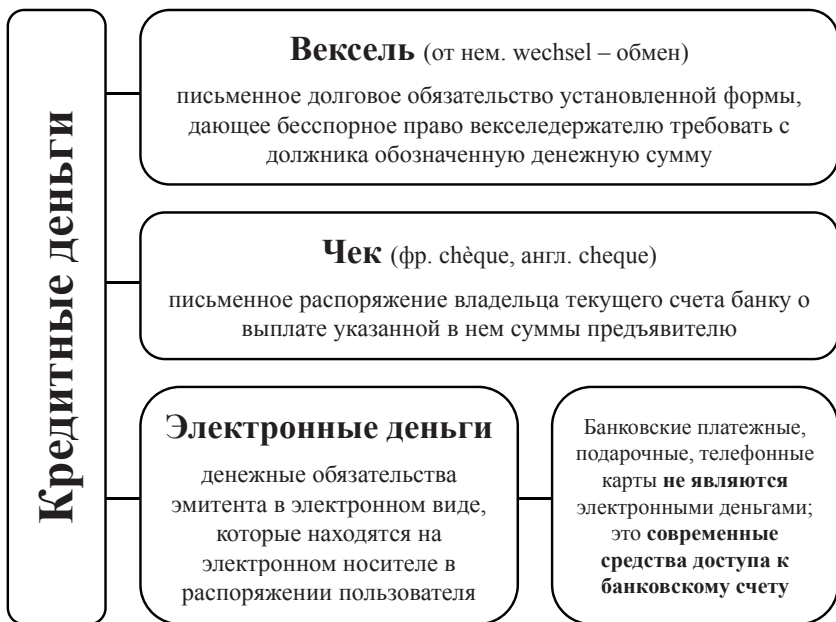 Кредитные деньги
Вексель (от нем. wechsel – обмен)
письменное долговое обязательство установленной формы,
дающее бесспорное право векселедержателю требовать с
должника обозначенную денежную сумму
Чек (фр. chèque, англ. cheque)
письменное распоряжение владельца текущего счета банку о
выплате указанной в нем суммы предъявителю
Электронные деньги
денежные обязательства
эмитента в электронном виде,
которые находятся на
электронном носителе в
распоряжении пользователя
Банковские платежные,
подарочные, телефонные
карты не являются
электронными деньгами;
это современные
средства доступа к
банковскому счету